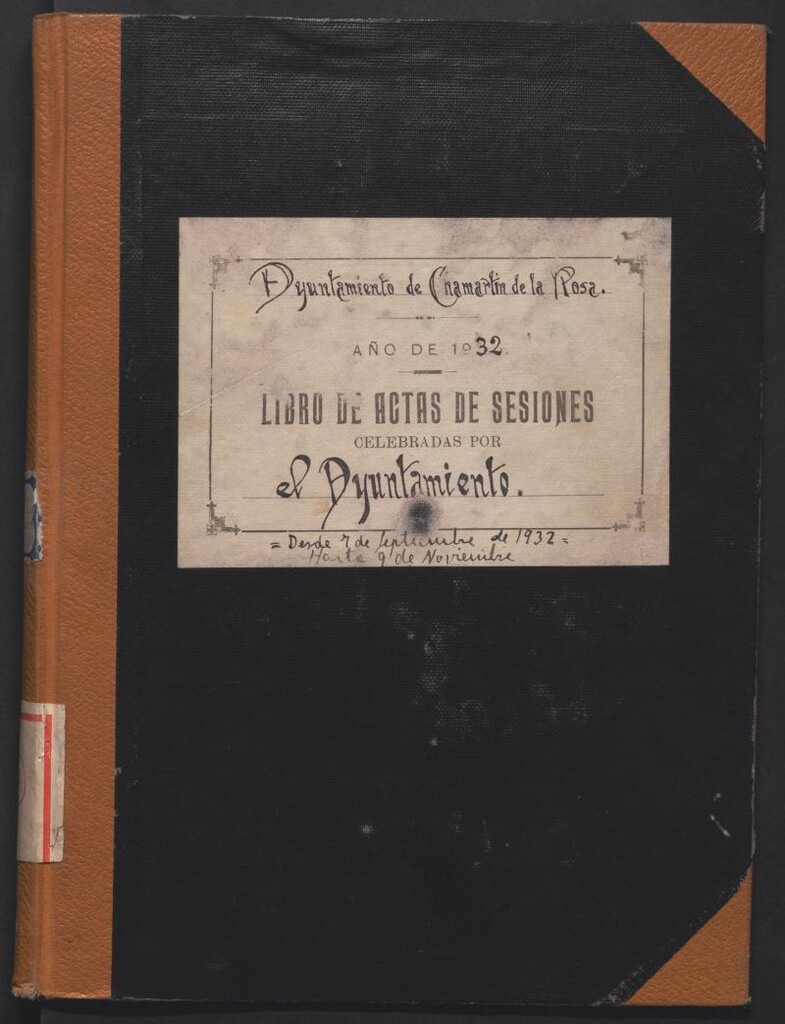 Ayuntamiento de Chamartín de la Rosa.
AÑO DE 1932.
LIBRO DE ACTAS DE SESIONES
CELEBRADAS POR
el Ayuntamiento.
= Desde 7 de Septiembre de 1932 =
Hasta 9 de Noviembre